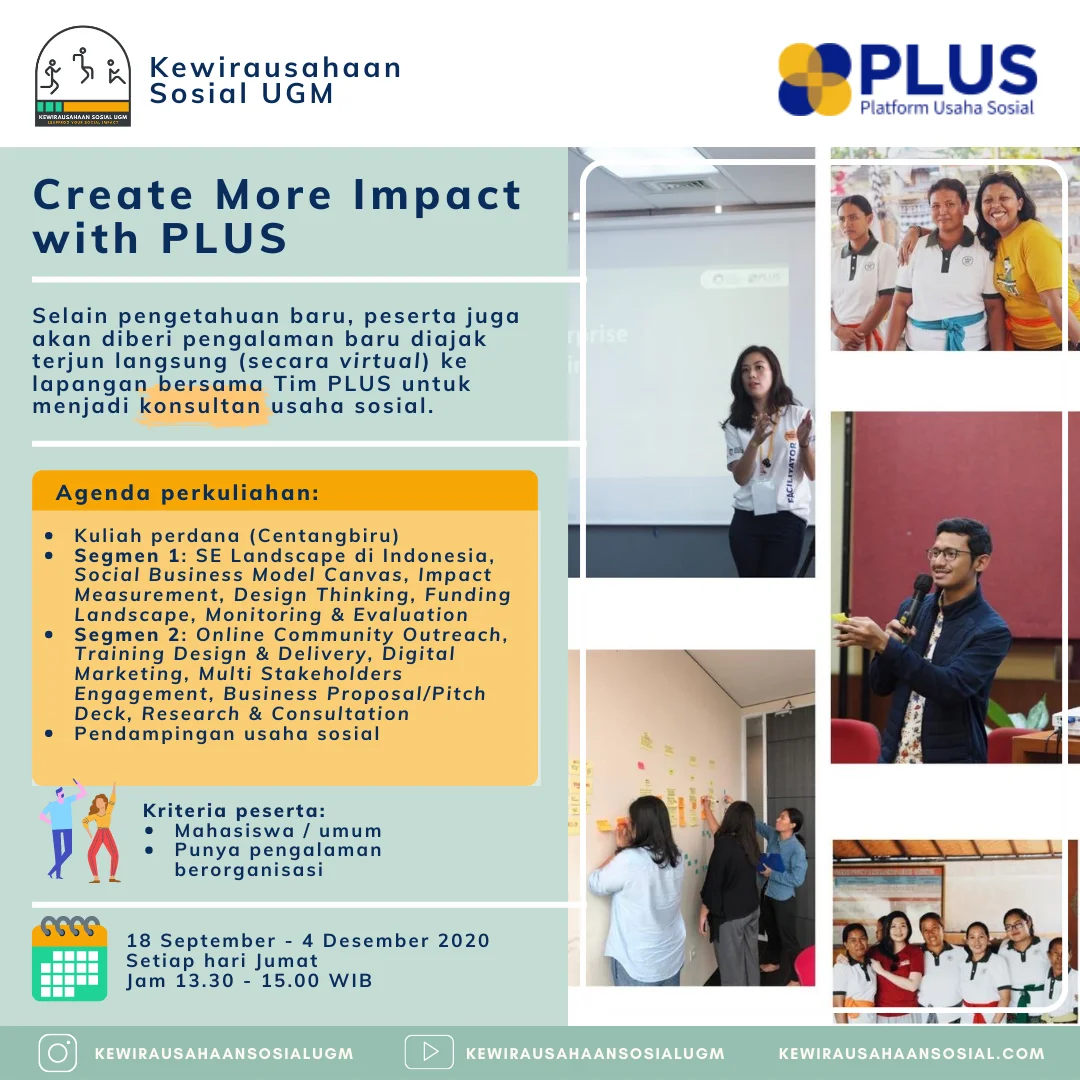 Kewirausahaan
Sosial UGM
KEWIRAUSAHAAN SOSIAL UGM
PLUS
Platform Usaha Sosial
Create More Impact
with PLUS
Selain pengetahuan baru, peserta juga
akan diberi pengalaman baru diajak
terjun langsung (secara virtual) ke
lapangan bersama Tim PLUS untuk
menjadi konsultan usaha sosial.
Agenda perkuliahan:
• Kuliah perdana (Centangbiru)
• Segmen 1: SE Landscape di Indonesia,
Social Business Model Canvas, Impact
Measurement, Design Thinking, Funding
Landscape, Monitoring & Evaluation
• Segmen 2: Online Community Outreach,
Training Design & Delivery, Digital
Marketing, Multi Stakeholders
Engagement, Business Proposal/Pitch
Deck, Research & Consultation
• Pendampingan usaha sosial
Kriteria peserta:
• Mahasiswa / umum
• Punya pengalaman
berorganisasi
18 September - 4 Desember 2020
Setiap hari Jumat
Jam 13.30 - 15.00 WIB
PLUS
FACILITATOR
KEWIRAUSAHAANSOSIALUGM
KEWIRAUSAHAANSOSIALUGM
KEWIRAUSAHAANSOSIAL.COM